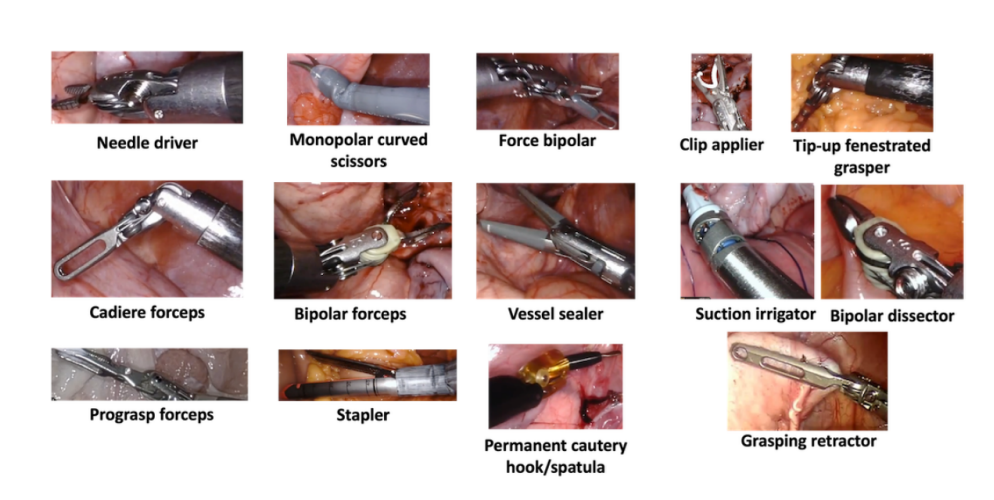 Needle driver
Monopolar curved
scissors
Force bipolar
Clip applier
Tip-up fenestrated
grasper
Cadiere forceps
Bipolar forceps
Vessel sealer
Suction irrigator
Bipolar dissector
Prograsp forceps
Stapler
Permanent cautery
hook/spatula
Grasping retractor